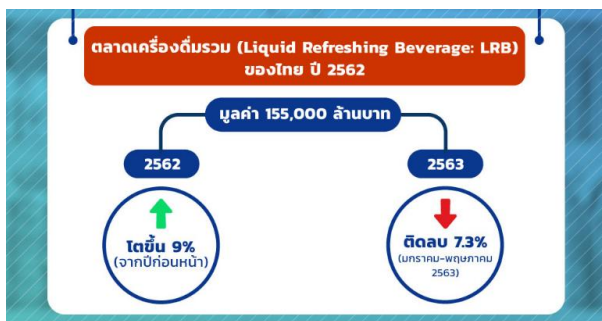 ตลาดเครื่องดื่มรวม (Liquid Refreshing Beverage: LRB)
ของไทย ปี 2562
มูลค่า 155,000 ล้านบาท
2562
2563
โตขึ้น 9%
(จากปีก่อนหน้า)
ติดลบ 7.3%
(มกราคม-พฤษภาคม
2563)